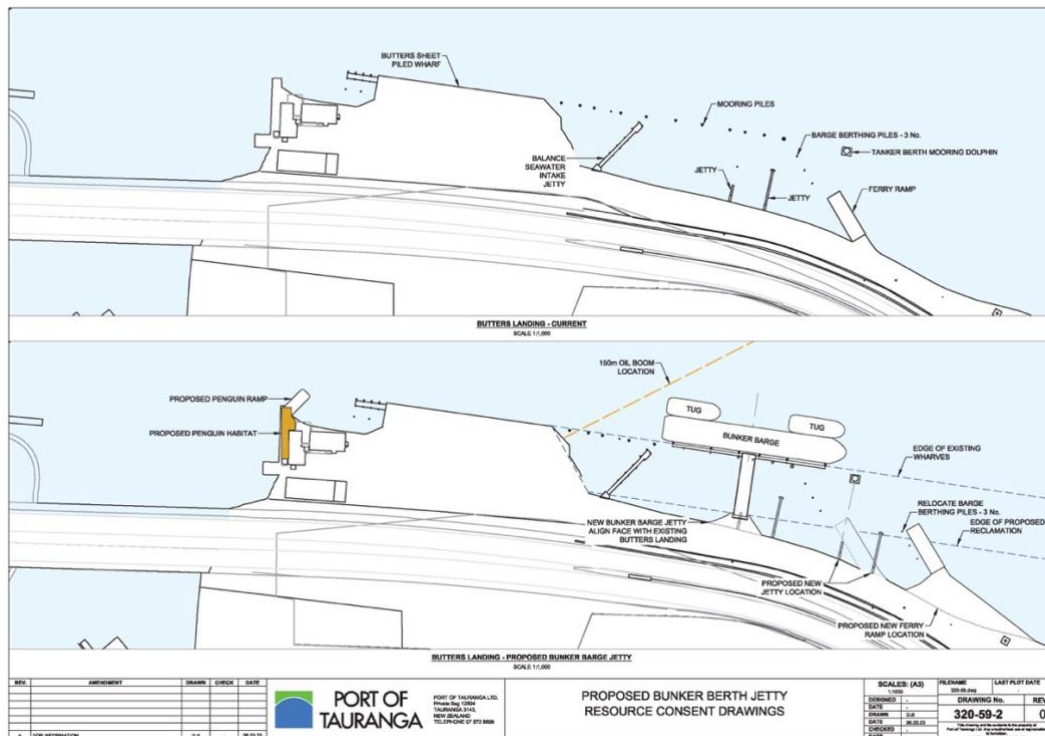 BUTTERS SHEET
PILED WHARF
MOORING PILES
BARGE BERTHING PILES - 3 No.
TANKER BERTH MOORING DOLPHIN
BALANCE
SEAWATER
INTAKE
JETTY
JETTY
JETTY
FERRY RAMP
BUTTERS LANDING - CURRENT
SCALE 1:1,000
150m OIL BOOM
LOCATION
PROPOSED PENGUIN RAMP
PROPOSED PENGUIN HABITAT
TUG
TUG
BUNKER BARGE
EDGE OF EXISTING
WHARVES
RELOCATE BARGE
BERTHING PILES - 3 No.
EDGE OF PROPOSED
RECLAMATION
NEW BUNKER BARGE JETTY
ALIGN FACE WITH EXISTING
BUTTERS LANDING
PROPOSED NEW
JETTY LOCATION
PROPOSED NEW FERRY
RAMP LOCATION
BUTTERS LANDING - PROPOSED BUNKER BARGE JETTY
SCALE 1:1,000
REV. AMENDMENT DRAWN CHECK DATE
PORT OF
TAURANGA
PORT OF TAURANGA LTD.
Private Bag 12504
TAURANGA 3143,
NEW ZEALAND
TELEPHONE 07 572 8899
PROPOSED BUNKER BERTH JETTY
RESOURCE CONSENT DRAWINGS
SCALES: (A3)
FILENAME
LAST PLOT DATE
DESIGNED
DATE
DRAWN
DATE
CHECKED
DRAWING No.
REV
320-59-2
0